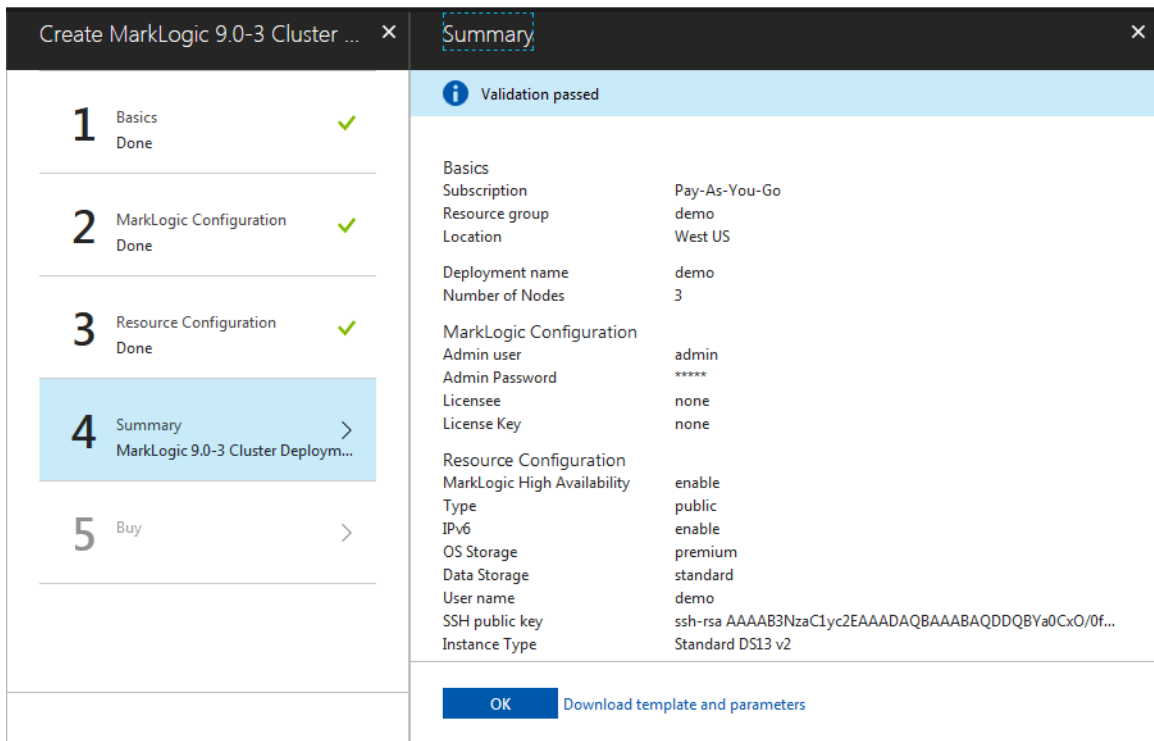 Create MarkLogic 9.0-3 Cluster ...
1
Basics
Done
2
MarkLogic Configuration
Done
3
Resource Configuration
Done
4
Summary
MarkLogic 9.0-3 Cluster Deploym...
5
Buy
Summary
Validation passed
Basics
Subscription Pay-As-You-Go
Resource group demo
Location West US
Deployment name demo
Number of Nodes 3
MarkLogic Configuration
Admin user admin
Admin Password *****
Licensee none
License Key none
Resource Configuration
MarkLogic High Availability enable
Type public
IPv6 enable
OS Storage premium
Data Storage standard
User name demo
SSH public key ssh-rsa AAAAB3NzaC1yc2EAAADAQBAAABAQDDQBYa0CxO/0f...
Instance Type Standard DS13 v2
OK Download template and parameters